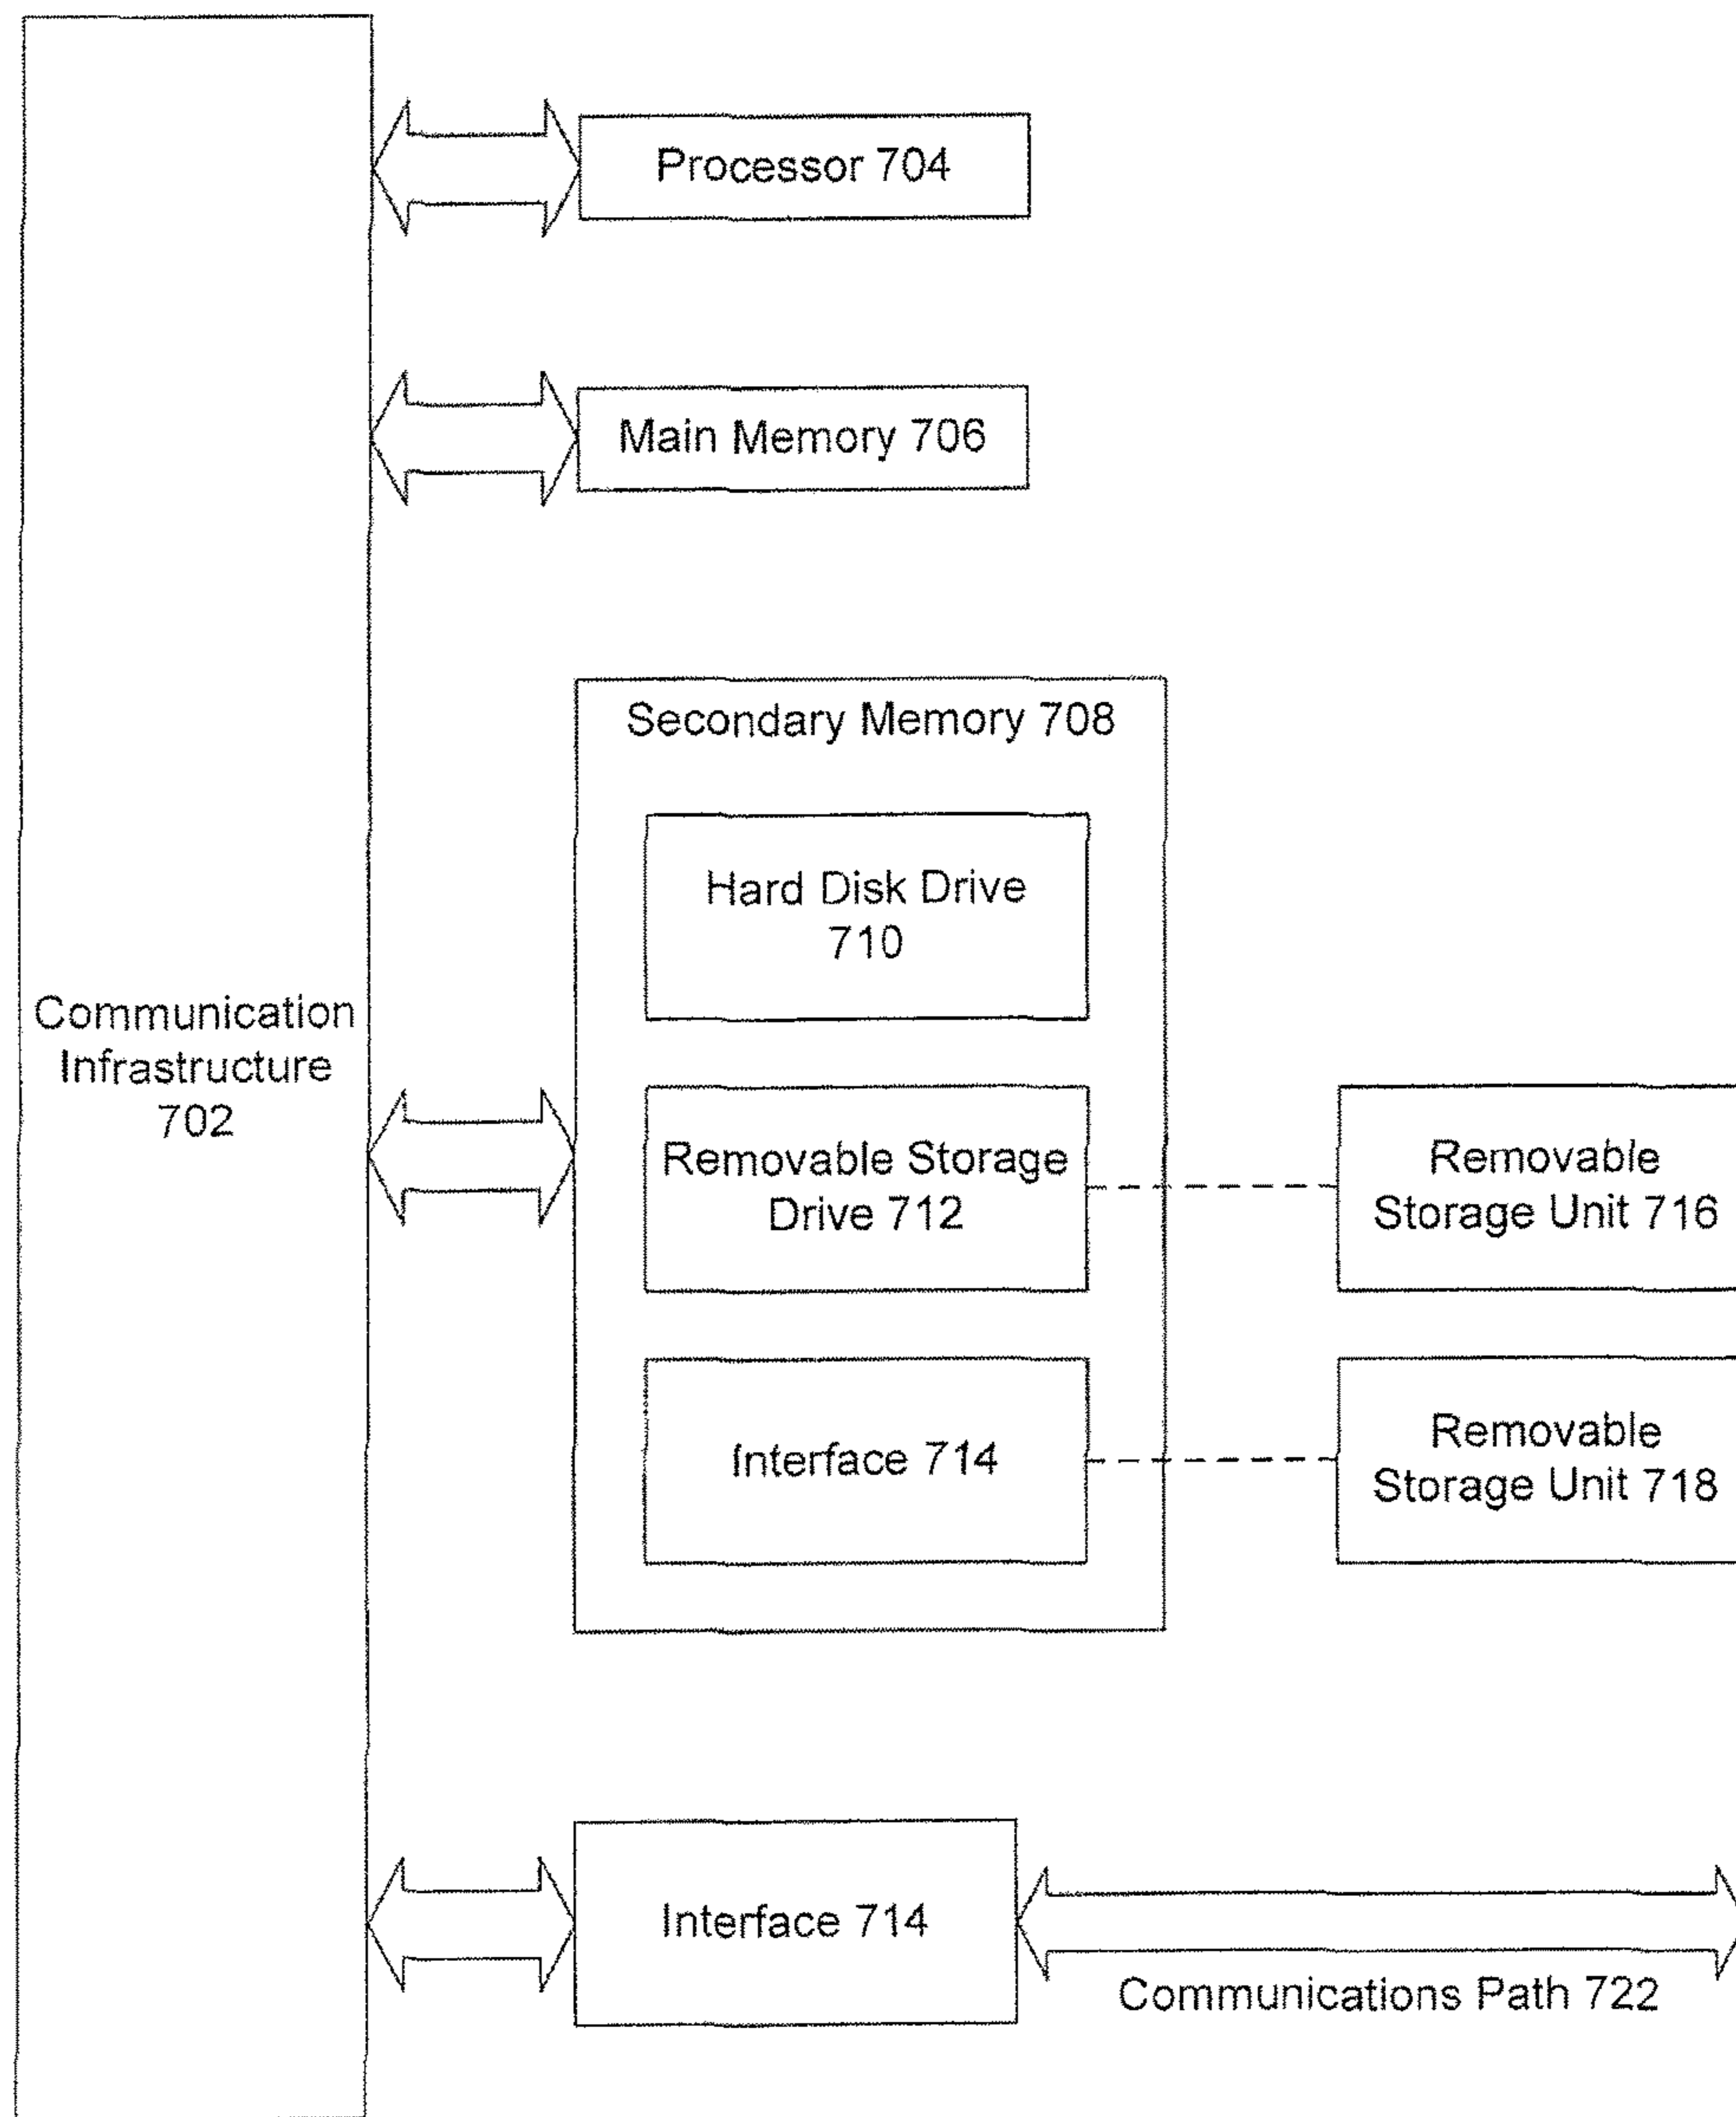 Processor 704
Main Memory 706
Secondary Memory 708
Hard Disk Drive
710
Communication
Infrastructure
702
Removable Storage
Drive 712
Removable
Storage Unit 716
Interface 714
Removable
Storage Unit 718
Interface 714
Communications Path 722